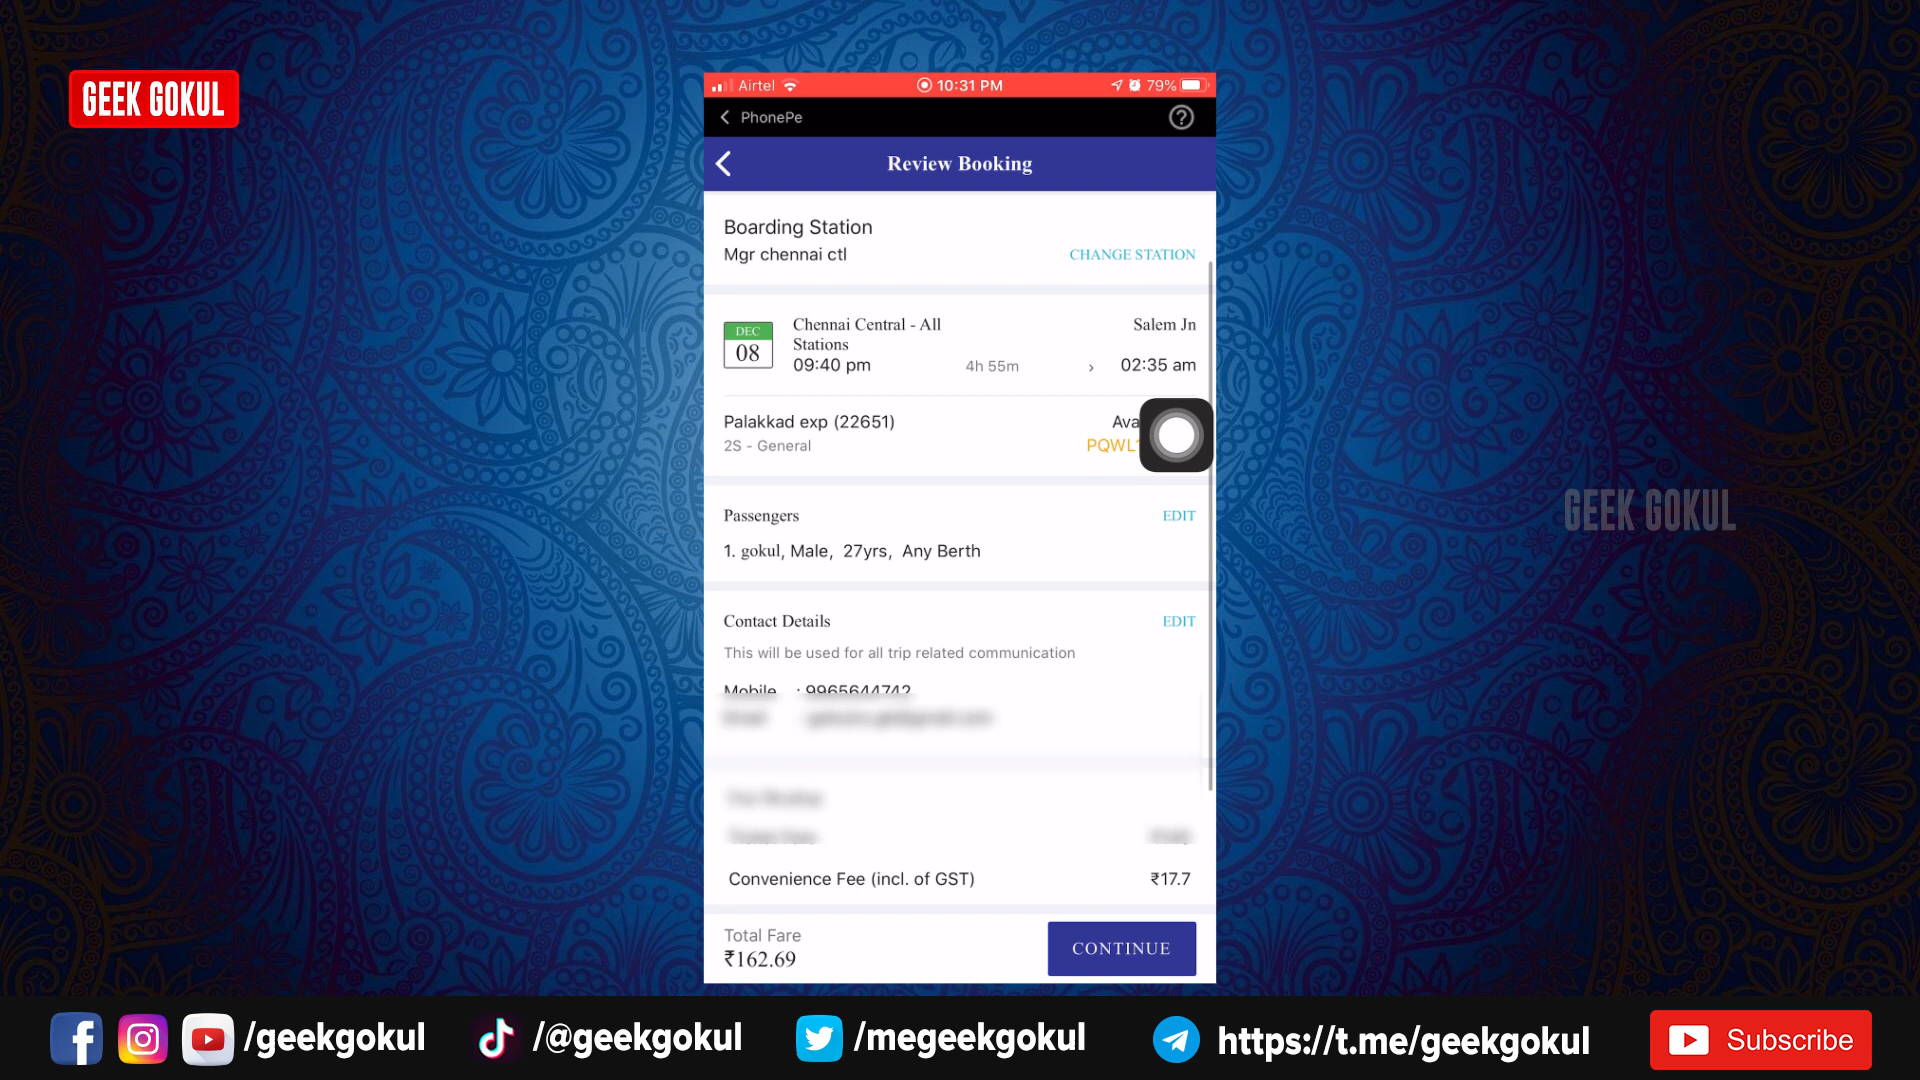 GEEK GOKUL
Airtel 10:31 PM 79%
PhonePe
Review Booking
Boarding Station
Mgr chennai ctl CHANGE STATION
DEC
08
Chennai Central - All Salem Jn
Stations
09:40 pm 4h 55m 02:35 am
Palakkad exp (22651) Ava
2S - General PQWL
Passengers EDIT
1. gokul, Male, 27yrs, Any Berth
Contact Details EDIT
This will be used for all trip related communication
Mobile : 9965644742
Convenience Fee (incl. of GST) ₹17.7
Total Fare
₹162.69
CONTINUE
GEEK GOKUL
/geekgokul /@geekgokul /megeekgokul https://t.me/geekgokul Subscribe